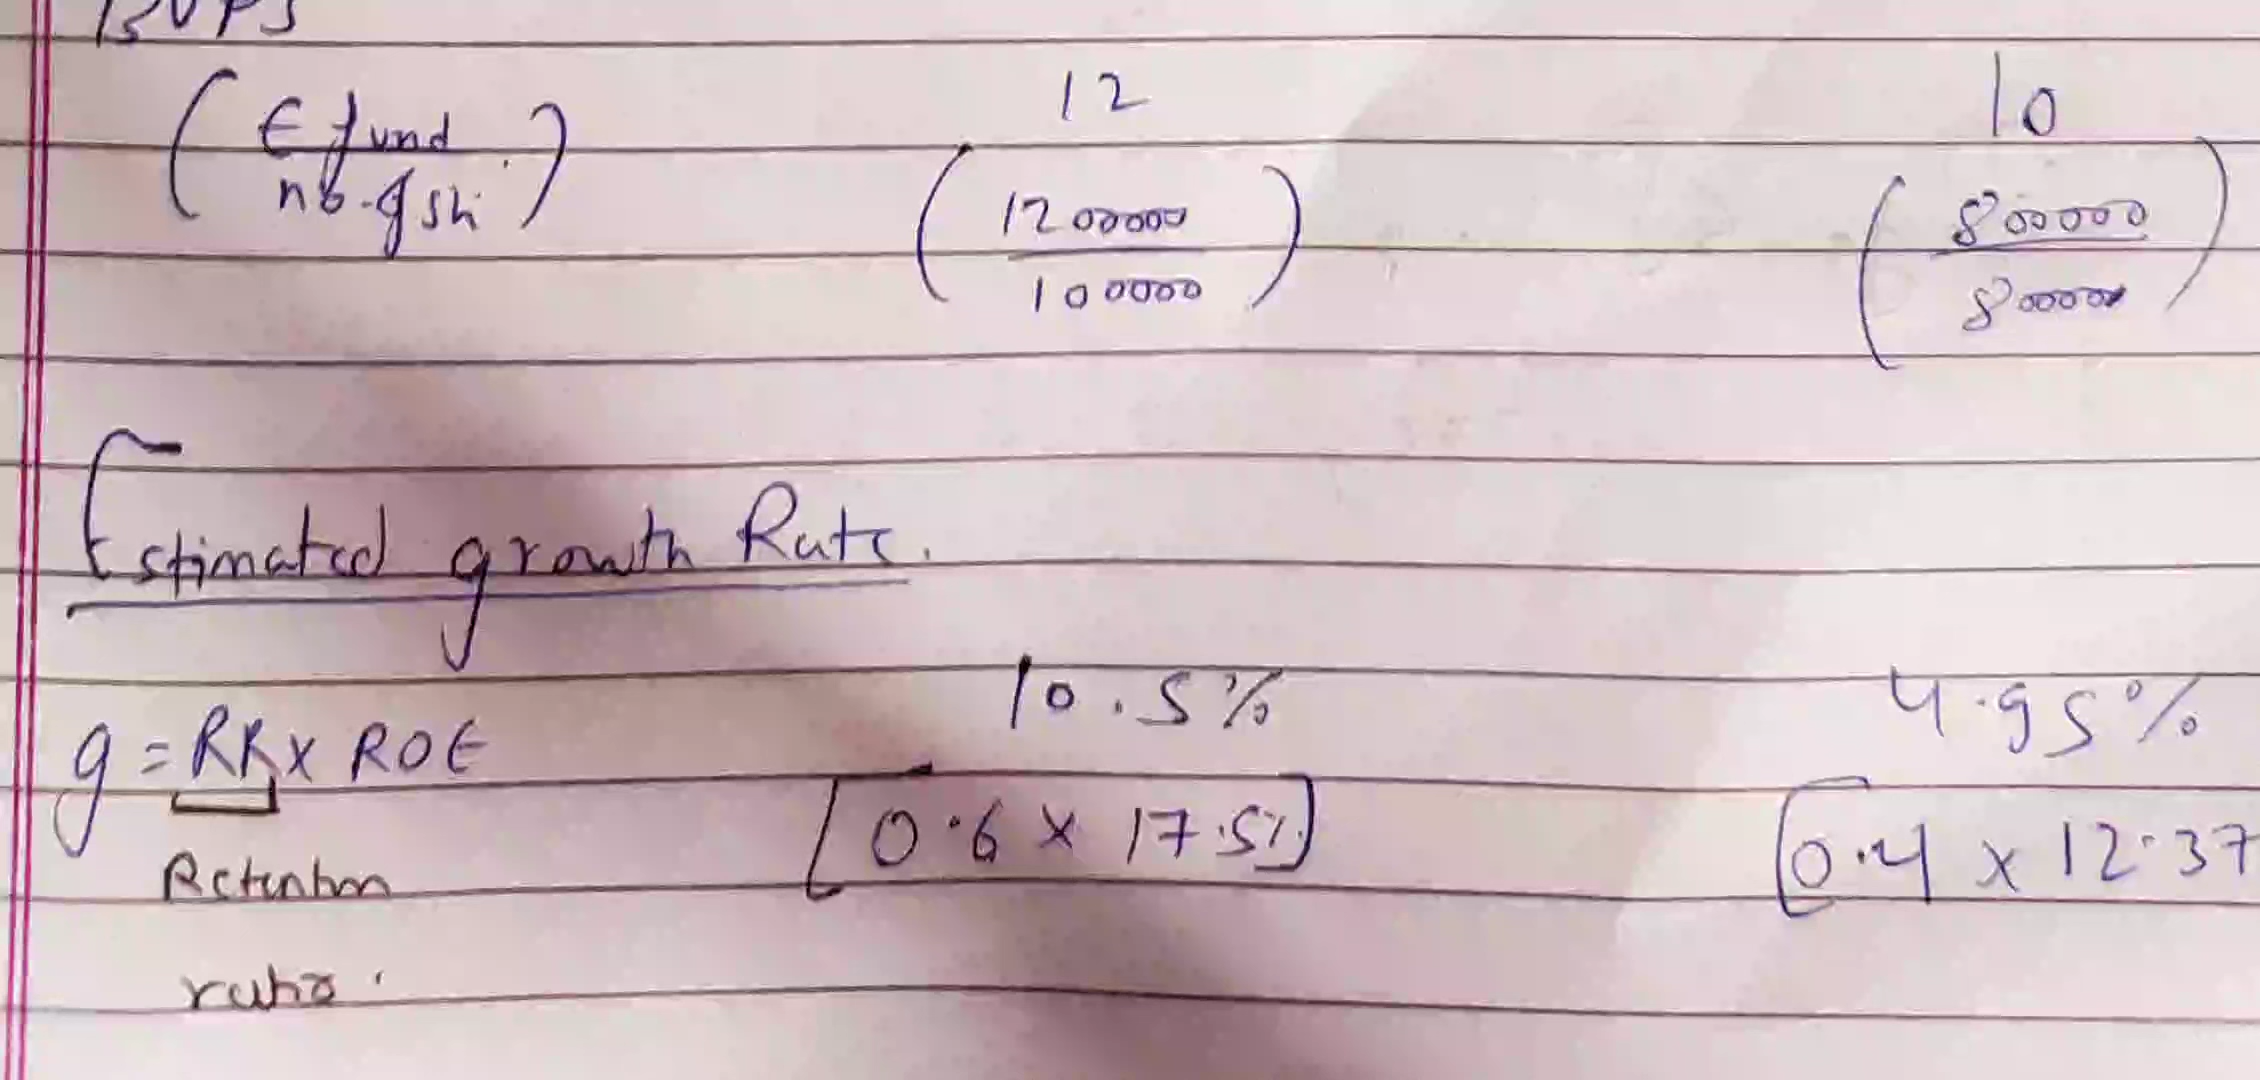 BVPS
12 10
( E fund / no. of sh ) ( 1200000 / 100000 ) ( 800000 / 80000 )
Estimated growth Rate.
10.5% 4.95%
g = RR x ROE [0.6 x 17.5%] [0.4 x 12.37
Retention
ratio.